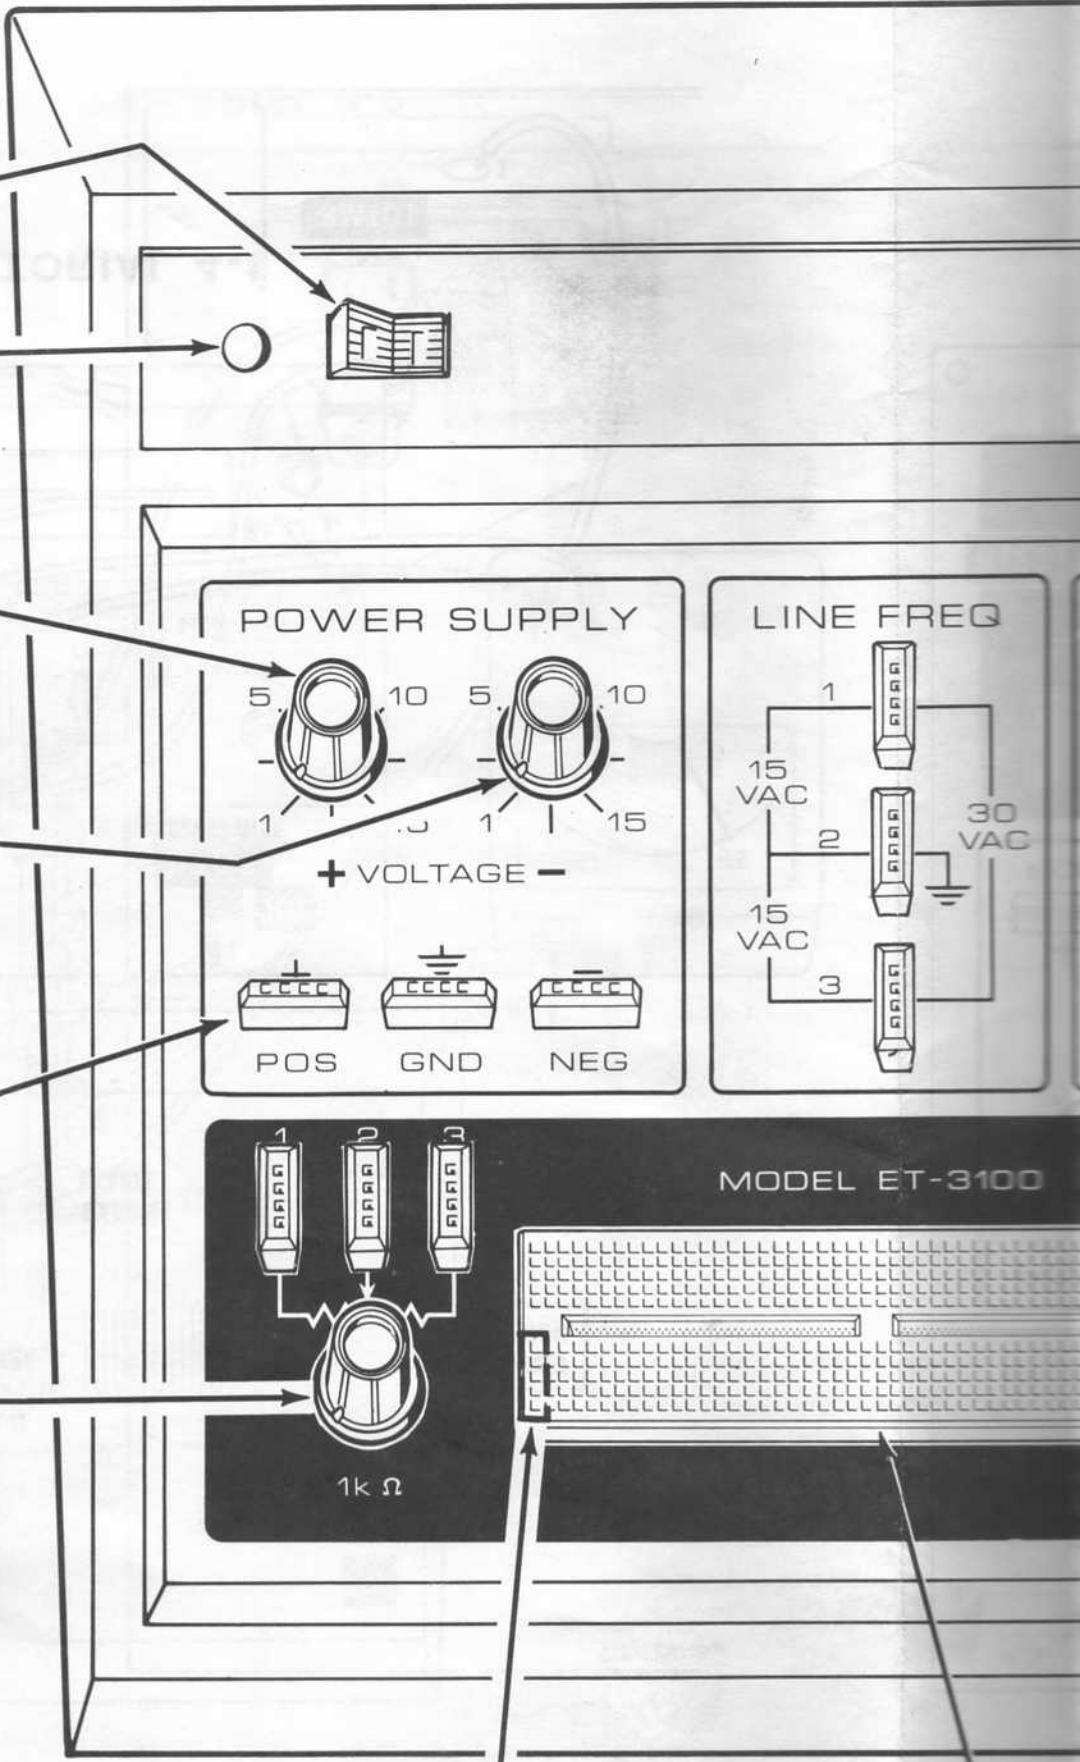 POWER SUPPLY
5 10 5 10
1 1 15
+ VOLTAGE −
POS GND NEG
LINE FREQ
1
15 VAC
2
30 VAC
15 VAC
3
1 2 3
1k Ω
MODEL ET-3100